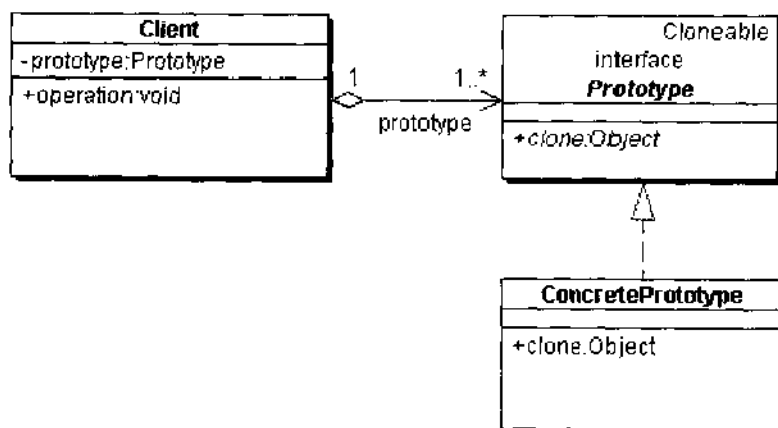 Client
-prototype:Prototype
+operation:void
1
1..*
prototype
Cloneable
interface
Prototype
+clone:Object
ConcretePrototype
+clone:Object